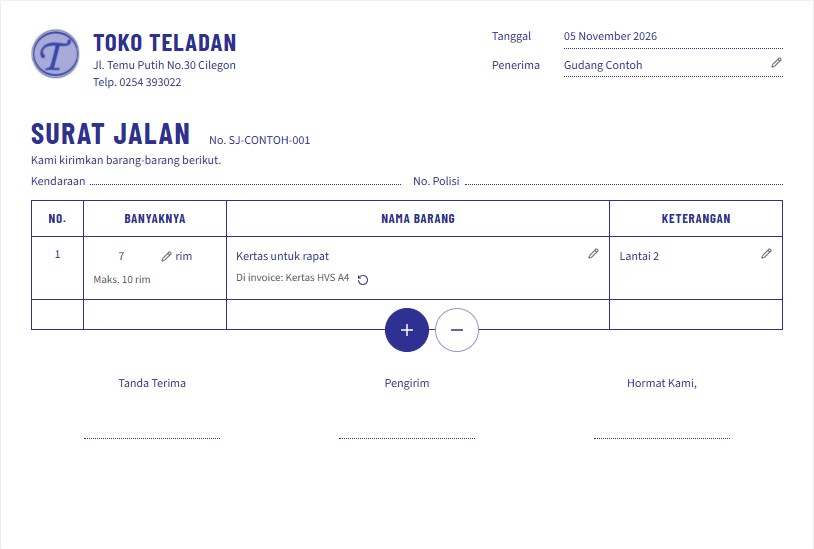 T
TOKO TELADAN
Jl. Temu Putih No.30 Cilegon
Telp. 0254 393022
Tanggal 05 November 2026
Penerima Gudang Contoh
SURAT JALAN No. SJ-CONTOH-001
Kami kirimkan barang-barang berikut.
Kendaraan No. Polisi
NO. BANYAKNYA NAMA BARANG KETERANGAN
1 7 rim Kertas untuk rapat Lantai 2
Maks. 10 rim Di invoice: Kertas HVS A4
Tanda Terima Pengirim Hormat Kami,